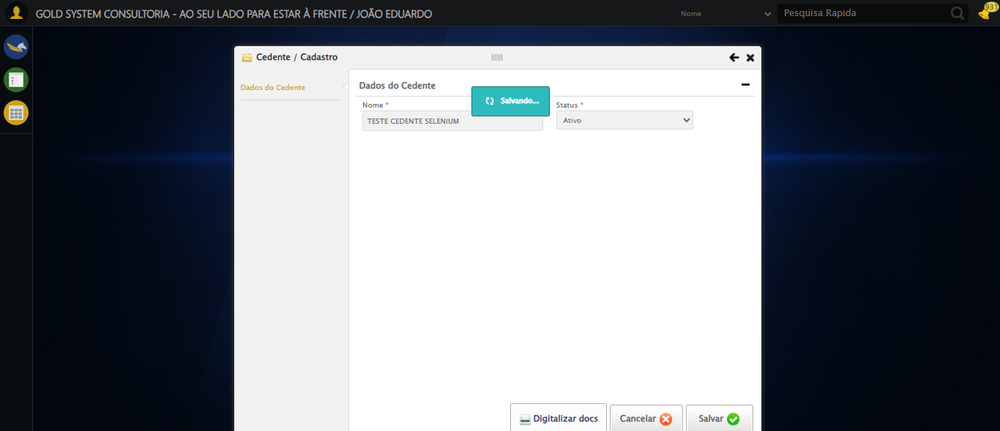 GOLD SYSTEM CONSULTORIA - AO SEU LADO PARA ESTAR À FRENTE / JOÃO EDUARDO
Nome
Pesquisa Rapida
931
Cedente / Cadastro
Dados do Cedente
Dados do Cedente
Salvando...
Nome *
Status *
TESTE CEDENTE SELENIUM
Ativo
Digitalizar docs
Cancelar
Salvar